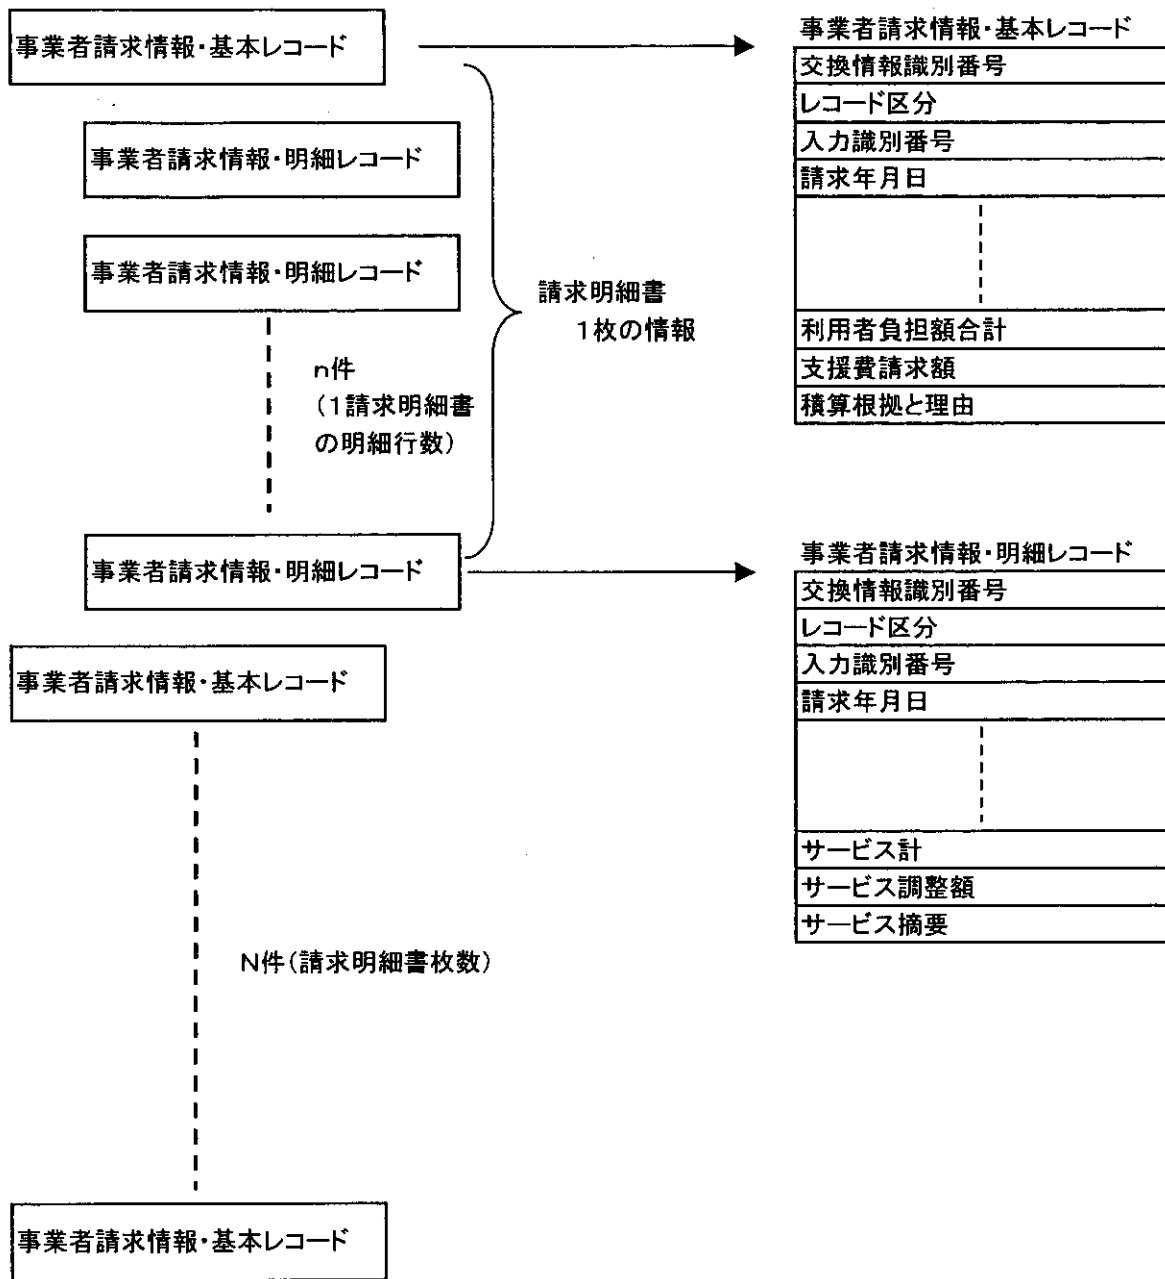 事業者請求情報・基本レコード
事業者請求情報・明細レコード
事業者請求情報・明細レコード
請求明細書
1枚の情報
n件
(1請求明細書
の明細行数)
事業者請求情報・明細レコード
事業者請求情報・基本レコード
N件(請求明細書枚数)
事業者請求情報・基本レコード
事業者請求情報・基本レコード
交換情報識別番号
レコード区分
入力識別番号
請求年月日
利用者負担額合計
支援費請求額
積算根拠と理由
事業者請求情報・明細レコード
交換情報識別番号
レコード区分
入力識別番号
請求年月日
サービス計
サービス調整額
サービス摘要